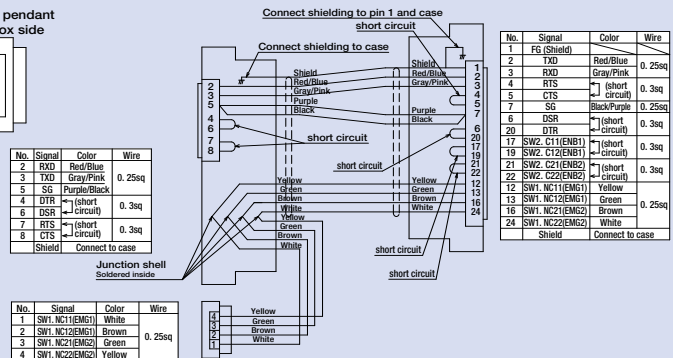 pendant
ox side
Connect shielding to pin 1 and case
short circuit
Connect shielding to case
Shield
Red/Blue
Gray/Pink
Purple
Black
Shield
Red/Blue
Gray/Pink
Purple
Black
2
3
5
4
6
7
8
1
2
3
4
5
7
6
20
17
19
21
22
12
13
16
24
short circuit
short circuit
Yellow
Green
Brown
White
Yellow
Green
Brown
White
Yellow
Green
Brown
White
short circuit
short circuit
Junction shell
Soldered inside
4
3
2
1
Yellow
Green
Brown
White
No. Signal Color Wire
2 RXD Red/Blue 0. 25sq
3 TXD Gray/Pink
5 SG Purple/Black
4 DTR (short circuit) 0. 3sq
6 DSR
7 RTS (short circuit) 0. 3sq
8 CTS
Shield Connect to case
No. Signal Color Wire
1 SW1. NC11(EMG1) White 0. 25sq
2 SW1. NC12(EMG1) Brown
3 SW1. NC21(EMG2) Green
4 SW1. NC22(EMG2) Yellow
No. Signal Color Wire
1 FG (Shield)
2 TXD Red/Blue 0. 25sq
3 RXD Gray/Pink
4 RTS (short circuit) 0. 3sq
5 CTS
7 SG Black/Purple 0. 25sq
6 DSR (short circuit) 0. 3sq
20 DTR
17 SW2. C11(ENB1) (short circuit) 0. 3sq
19 SW2. C12(ENB1)
21 SW2. C21(ENB2) (short circuit) 0. 3sq
22 SW2. C22(ENB2)
12 SW1. NC11(EMG1) Yellow 0. 25sq
13 SW1. NC12(EMG1) Green
16 SW1. NC21(EMG2) Brown
24 SW1. NC22(EMG2) White
Shield Connect to case